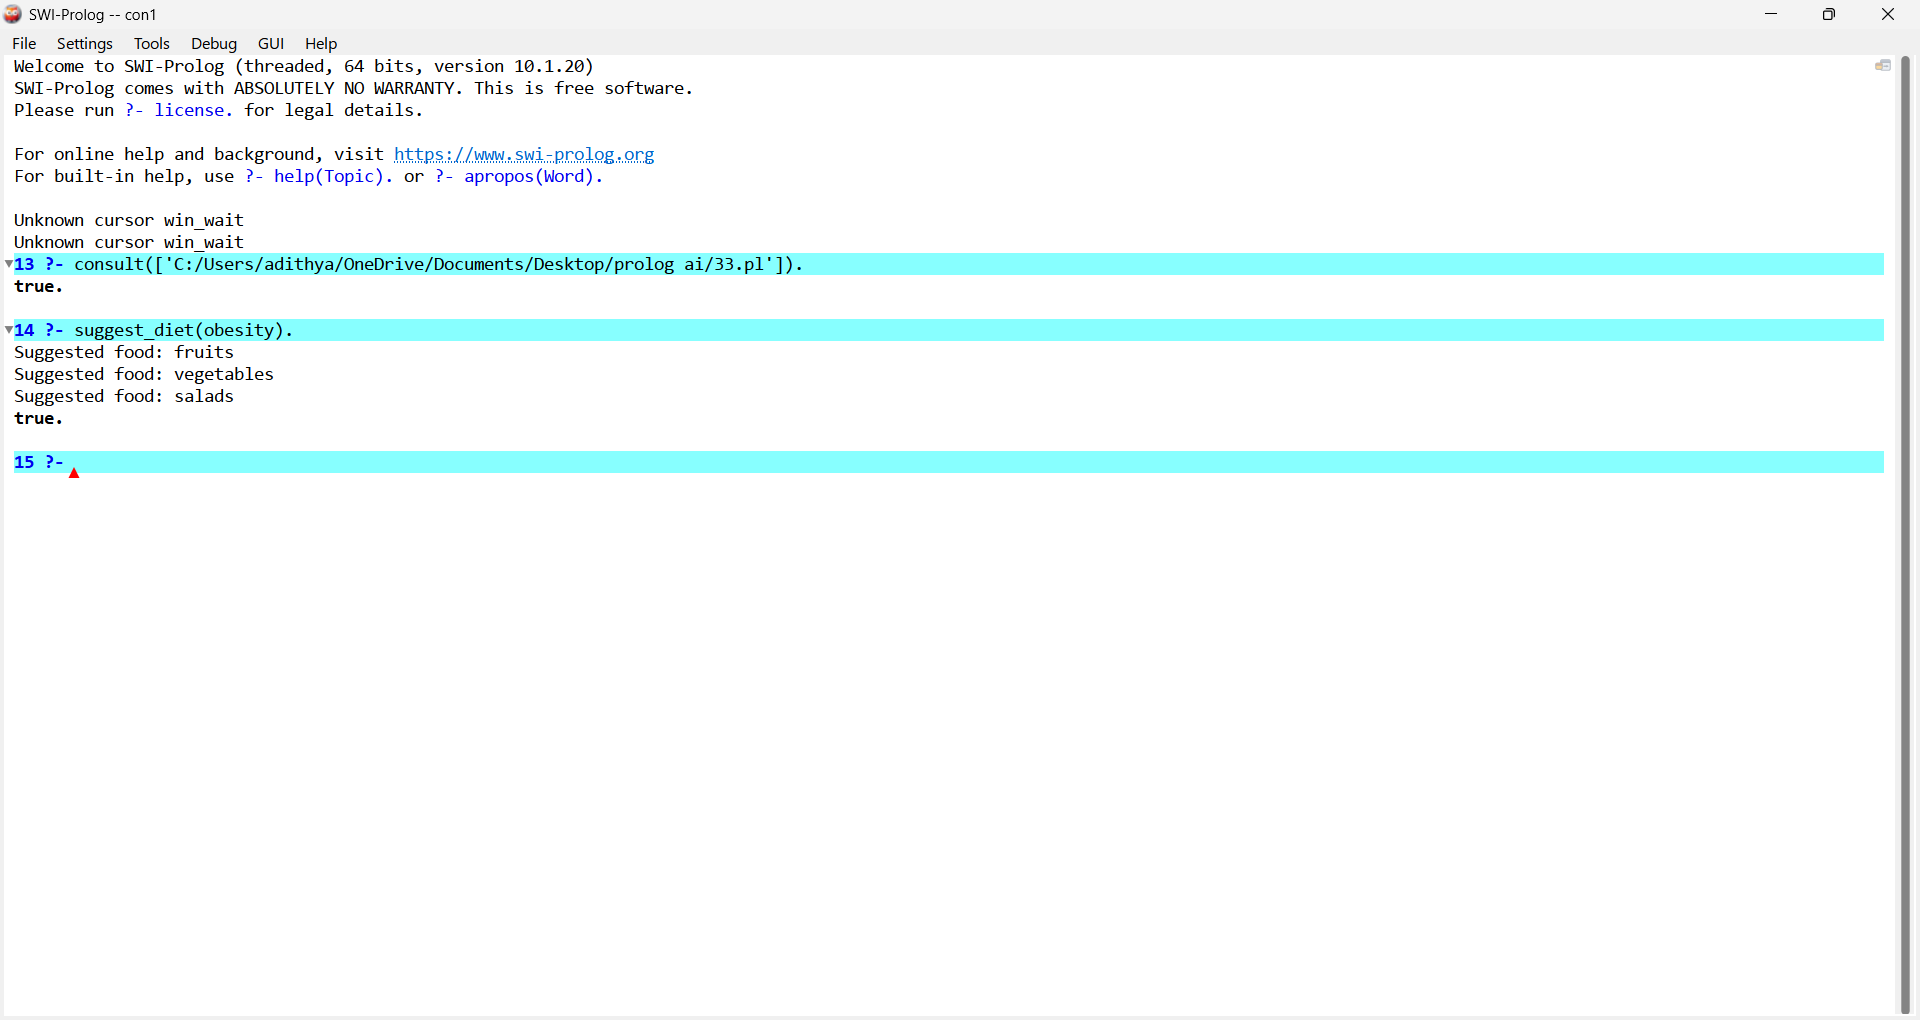 SWI-Prolog -- con1
File Settings Tools Debug GUI Help
Welcome to SWI-Prolog (threaded, 64 bits, version 10.1.20)
SWI-Prolog comes with ABSOLUTELY NO WARRANTY. This is free software.
Please run ?- license. for legal details.
For online help and background, visit https://www.swi-prolog.org
For built-in help, use ?- help(Topic). or ?- apropos(Word).
Unknown cursor win_wait
Unknown cursor win_wait
13 ?- consult(['C:/Users/adithya/OneDrive/Documents/Desktop/prolog ai/33.pl']).
true.
14 ?- suggest_diet(obesity).
Suggested food: fruits
Suggested food: vegetables
Suggested food: salads
true.
15 ?-